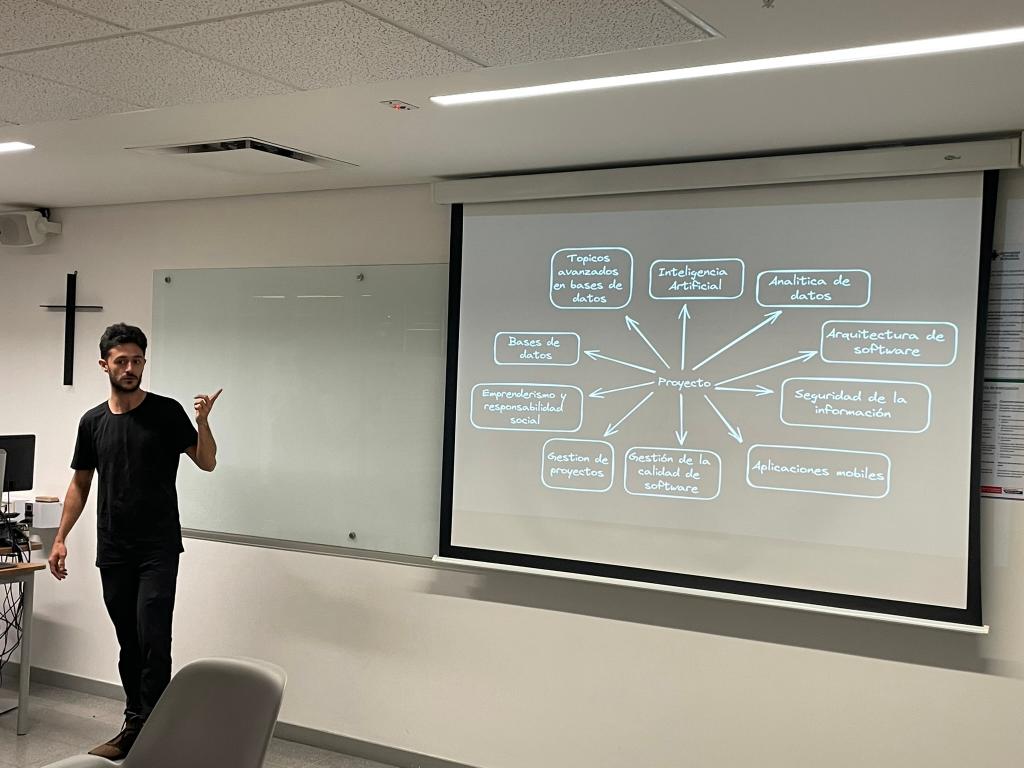 Topicos
avanzados
en bases de
datos
Inteligencia
Artificial
Analitica de
datos
Arquitectura de
software
Bases de
datos
Proyecto
Emprenderismo y
responsabilidad
social
Seguridad de la
información
Gestion de
proyectos
Gestión de la
calidad de
software
Aplicaciones mobiles